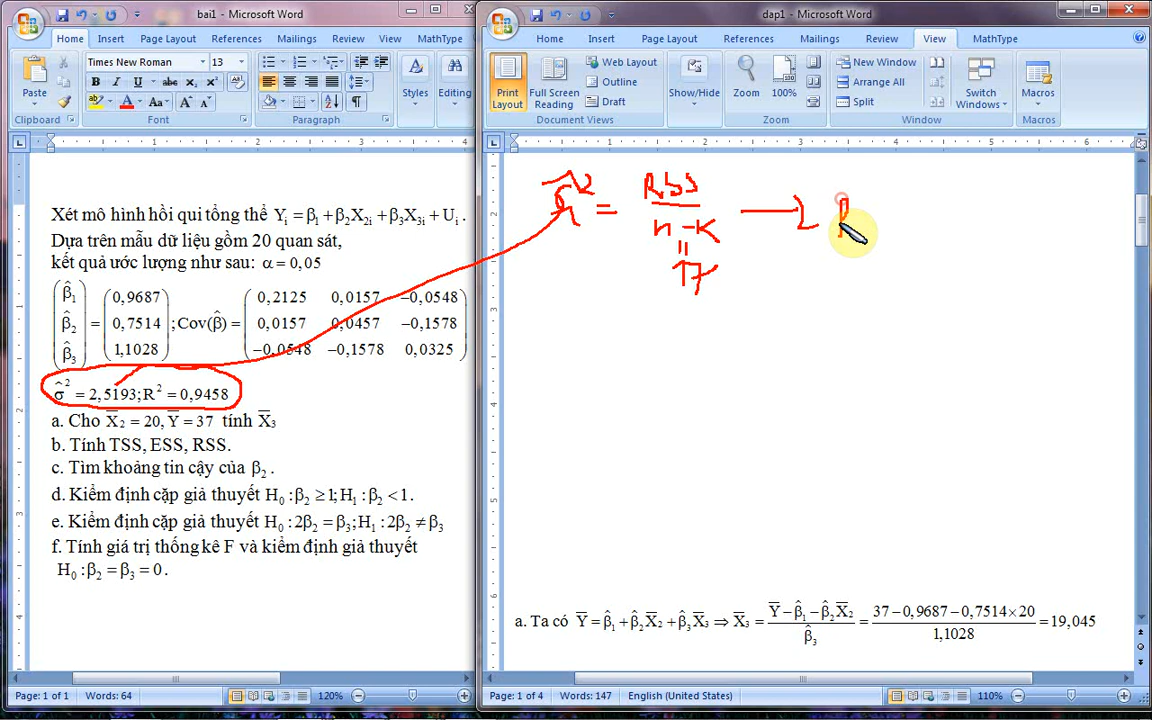 bai1 - Microsoft Word
Home Insert Page Layout References Mailings Review View MathType
Times New Roman 13
Paste B I U abc x₂ x² Styles Editing
Aa A A
Clipboard Font Paragraph
Xét mô hình hồi qui tổng thể Yᵢ = β₁ + β₂X₂ᵢ + β₃X₃ᵢ + Uᵢ.
Dựa trên mẫu dữ liệu gồm 20 quan sát,
kết quả ước lượng như sau: α = 0,05
(β̂₁ β̂₂ β̂₃) = (0,9687 0,7514 1,1028); Cov(β̂) =
0,2125 0,0157 −0,0548
0,0157 0,0457 −0,1578
−0,0548 −0,1578 0,0325
σ̂² = 2,5193; R² = 0,9458
a. Cho X̄₂ = 20, Ȳ = 37 tính X̄₃
b. Tính TSS, ESS, RSS.
c. Tìm khoảng tin cậy của β₂.
d. Kiểm định cặp giả thuyết H₀ : β₂ ≥ 1; H₁ : β₂ < 1.
e. Kiểm định cặp giả thuyết H₀ : 2β₂ = β₃; H₁ : 2β₂ ≠ β₃
f. Tính giá trị thống kê F và kiểm định giả thuyết
H₀ : β₂ = β₃ = 0.
Page: 1 of 1 Words: 64 120%
dap1 - Microsoft Word
Home Insert Page Layout References Mailings Review View MathType
Print Layout Full Screen Reading Web Layout Outline Draft Show/Hide Zoom 100% New Window Arrange All Split Switch Windows Macros
Document Views Zoom Window Macros
= RSS
n - K
17
a. Ta có Ȳ = β̂₁ + β̂₂X̄₂ + β̂₃X̄₃ ⇒ X̄₃ = (Ȳ − β̂₁ − β̂₂X̄₂)/β̂₃ = (37 − 0,9687 − 0,7514 × 20)/1,1028 = 19,045
Page: 1 of 4 Words: 147 English (United States) 110%